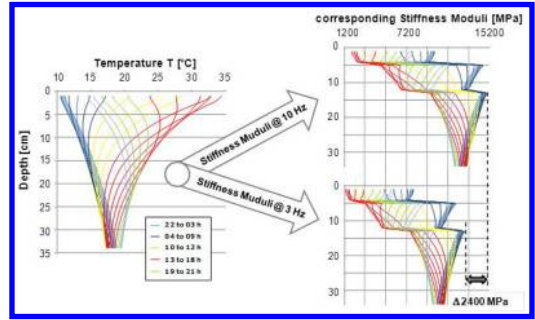 corresponding Stiffness Moduli [MPa]
1200 7200 15200
Temperature T [°C]
10 15 20 25 30 35
Depth [cm]
0
5
10
15
20
25
30
35
Stiffness Muduli @ 10 Hz
Stiffness Muduli @ 3 Hz
22 to 03 h
04 to 09 h
10 to 12 h
13 to 18 h
19 to 21 h
0
10
20
30
0
10
20
30
Δ2400 MPa